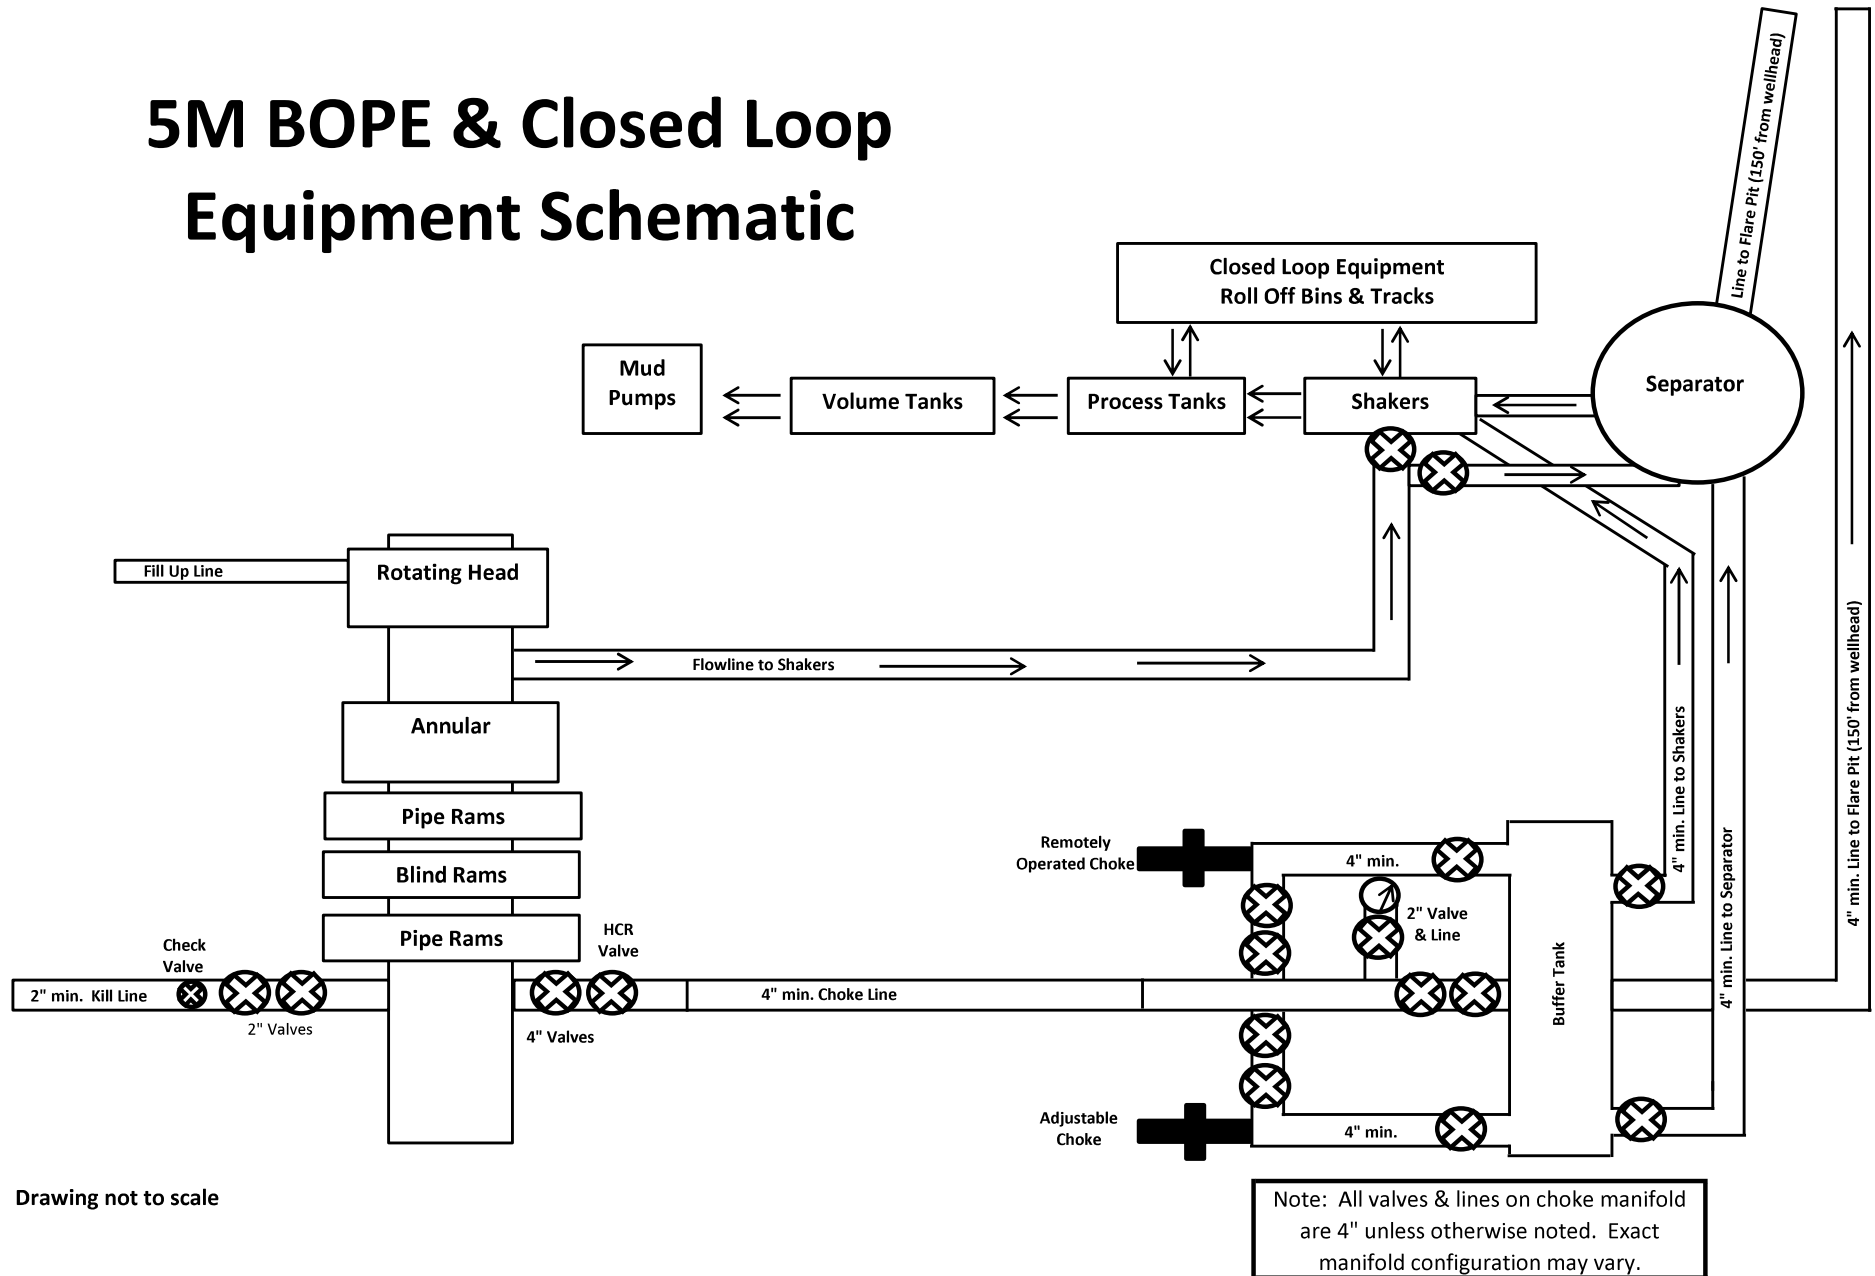 5M BOPE & Closed Loop
Equipment Schematic
Line to Flare Pit (150' from wellhead)
Closed Loop Equipment
Roll Off Bins & Tracks
Mud
Pumps
Volume Tanks
Process Tanks
Shakers
Separator
Fill Up Line
Rotating Head
Flowline to Shakers
Annular
Pipe Rams
Blind Rams
Pipe Rams
Check
Valve
HCR
Valve
2" min. Kill Line
2" Valves
4" Valves
4" min. Choke Line
Remotely
Operated Choke
4" min.
2" Valve
& Line
Adjustable
Choke
4" min.
Buffer Tank
4" min. Line to Shakers
4" min. Line to Separator
4" min. Line to Flare Pit (150' from wellhead)
Drawing not to scale
Note: All valves & lines on choke manifold
are 4" unless otherwise noted. Exact
manifold configuration may vary.